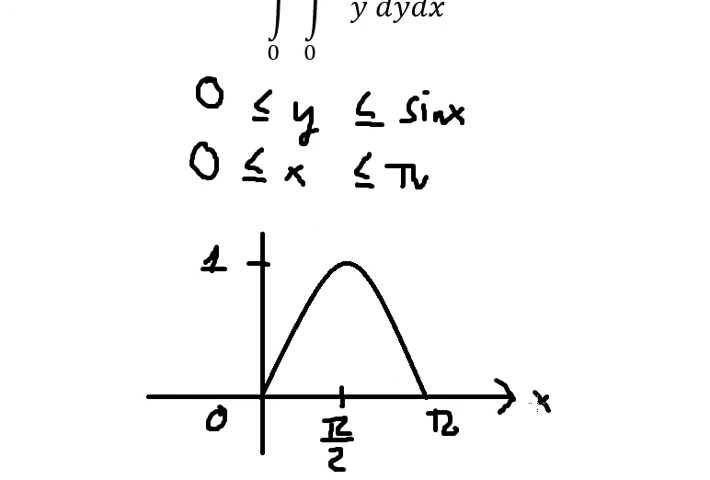 ∫ ∫ y dydx
0 0
0 ≤ y ≤ sinx
0 ≤ x ≤ π
1
0 π/2 π x